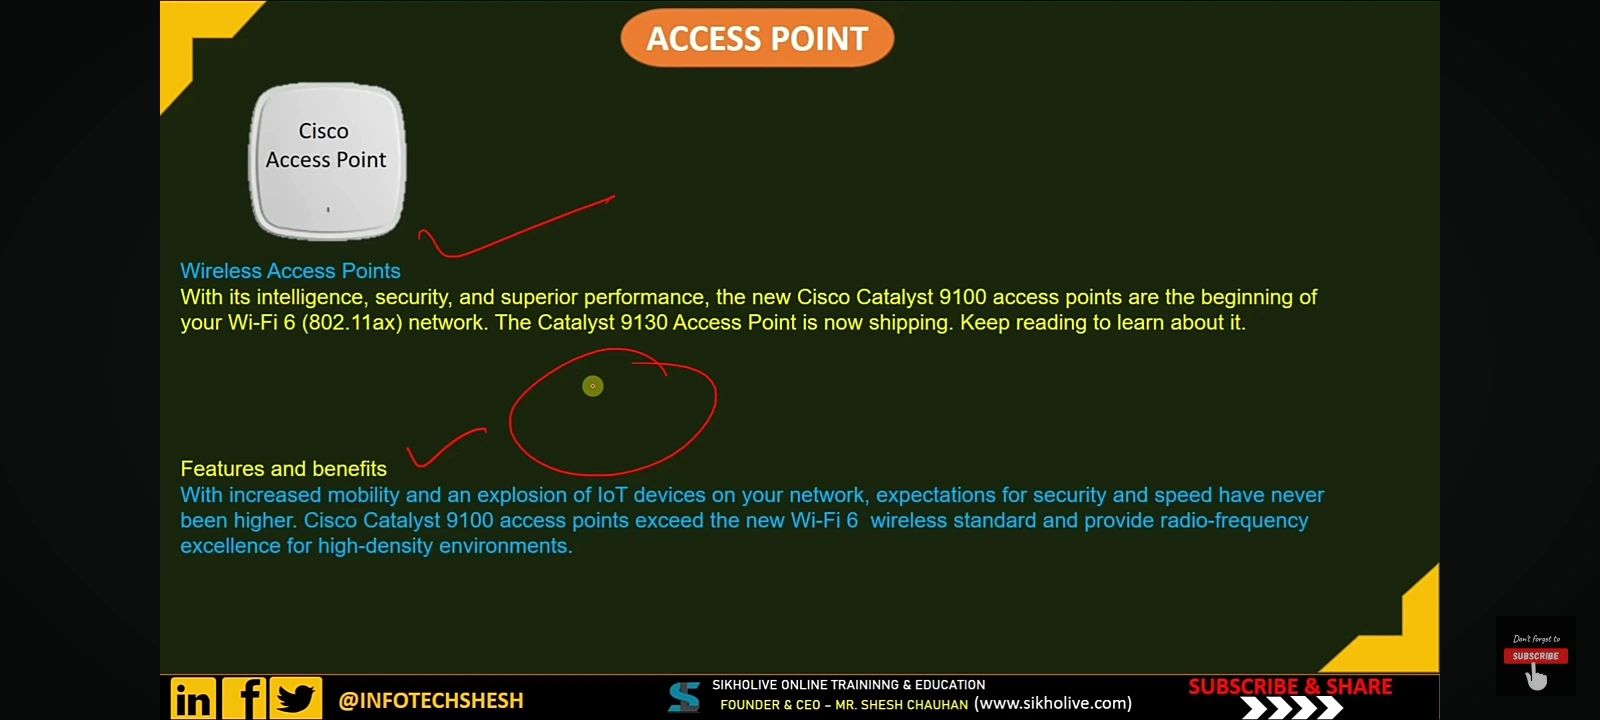 ACCESS POINT
Cisco
Access Point
Wireless Access Points
With its intelligence, security, and superior performance, the new Cisco Catalyst 9100 access points are the beginning of
your Wi-Fi 6 (802.11ax) network. The Catalyst 9130 Access Point is now shipping. Keep reading to learn about it.
Features and benefits
With increased mobility and an explosion of IoT devices on your network, expectations for security and speed have never
been higher. Cisco Catalyst 9100 access points exceed the new Wi-Fi 6 wireless standard and provide radio-frequency
excellence for high-density environments.
Don't forget to
SUBSCRIBE
in f @INFOTECHSHESH
SIKHOLIVE ONLINE TRAININNG & EDUCATION
FOUNDER & CEO – MR. SHESH CHAUHAN (www.sikholive.com)
SUBSCRIBE & SHARE